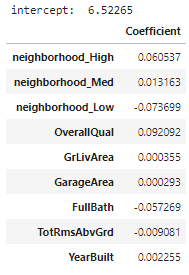 intercept: 6.52265
Coefficient
neighborhood_High 0.060537
neighborhood_Med 0.013163
neighborhood_Low -0.073699
OverallQual 0.092092
GrLivArea 0.000355
GarageArea 0.000293
FullBath -0.057269
TotRmsAbvGrd -0.009081
YearBuilt 0.002255